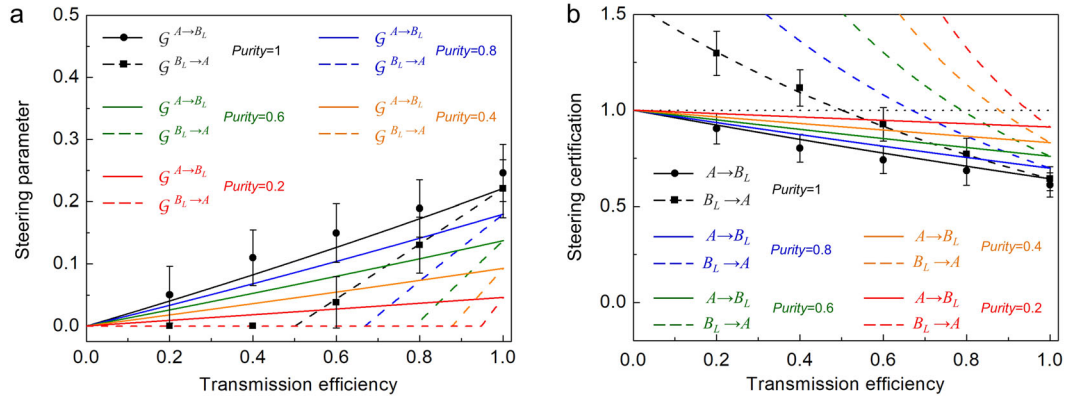 a
0.5
0.4
0.3
0.2
0.1
0.0
Steering parameter
𝒢 A→B_L
𝒢 B_L→A
Purity=1
𝒢 A→B_L
𝒢 B_L→A
Purity=0.8
𝒢 A→B_L
𝒢 B_L→A
Purity=0.6
𝒢 A→B_L
𝒢 B_L→A
Purity=0.4
𝒢 A→B_L
𝒢 B_L→A
Purity=0.2
0.0 0.2 0.4 0.6 0.8 1.0
Transmission efficiency
b
1.5
1.0
0.5
0.0
Steering certification
A→B_L
B_L→A
Purity=1
A→B_L
B_L→A
Purity=0.8
A→B_L
B_L→A
Purity=0.4
A→B_L
B_L→A
Purity=0.6
A→B_L
B_L→A
Purity=0.2
0.0 0.2 0.4 0.6 0.8 1.0
Transmission efficiency